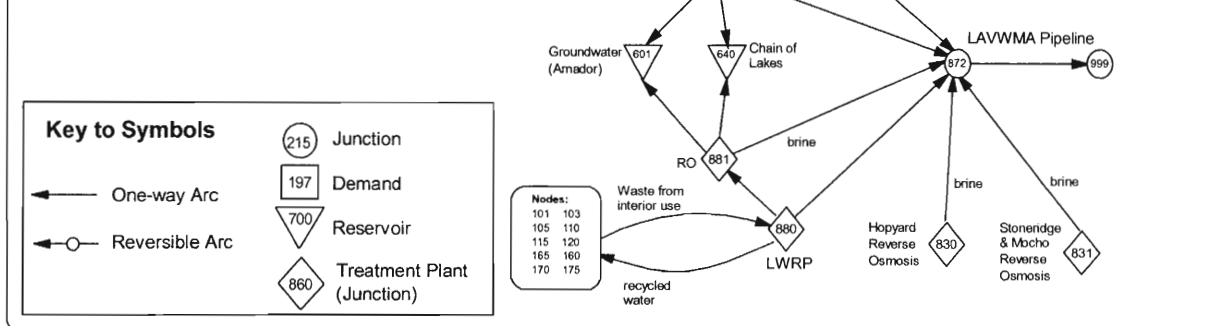 LAVWMA Pipeline
Groundwater
(Amador)
601
640
Chain of
Lakes
872
999
Key to Symbols
215
Junction
One-way Arc
197
Demand
Reversible Arc
700
Reservoir
860
Treatment Plant
(Junction)
RO
881
brine
Nodes:
101 103
105 110
115 120
165 160
170 175
Waste from
interior use
recycled
water
880
LWRP
brine
Hopyard
Reverse
Osmosis
830
brine
Stoneridge
& Mocho
Reverse
Osmosis
831